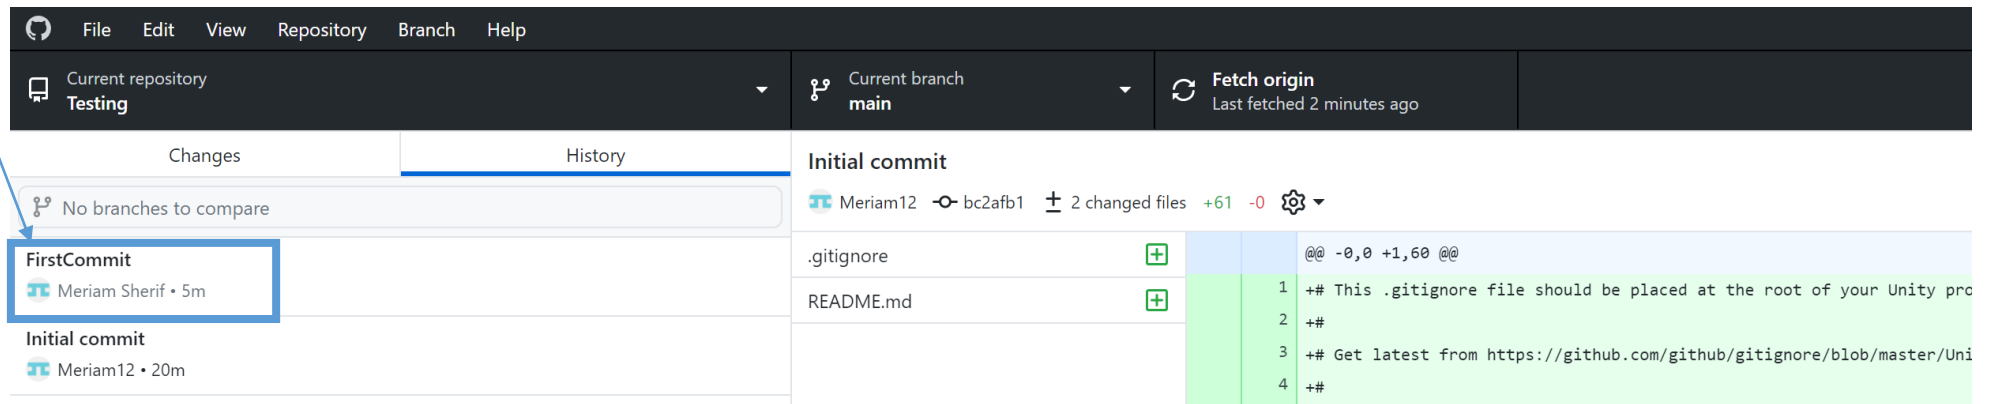 File Edit View Repository Branch Help
Current repository
Testing
Current branch
main
Fetch origin
Last fetched 2 minutes ago
Changes
History
No branches to compare
FirstCommit
Meriam Sherif • 5m
Initial commit
Meriam12 • 20m
Initial commit
Meriam12 bc2afb1 2 changed files +61 -0
.gitignore
README.md
@@ -0,0 +1,60 @@
1 +# This .gitignore file should be placed at the root of your Unity pro
2 +#
3 +# Get latest from https://github.com/github/gitignore/blob/master/Uni
4 +#